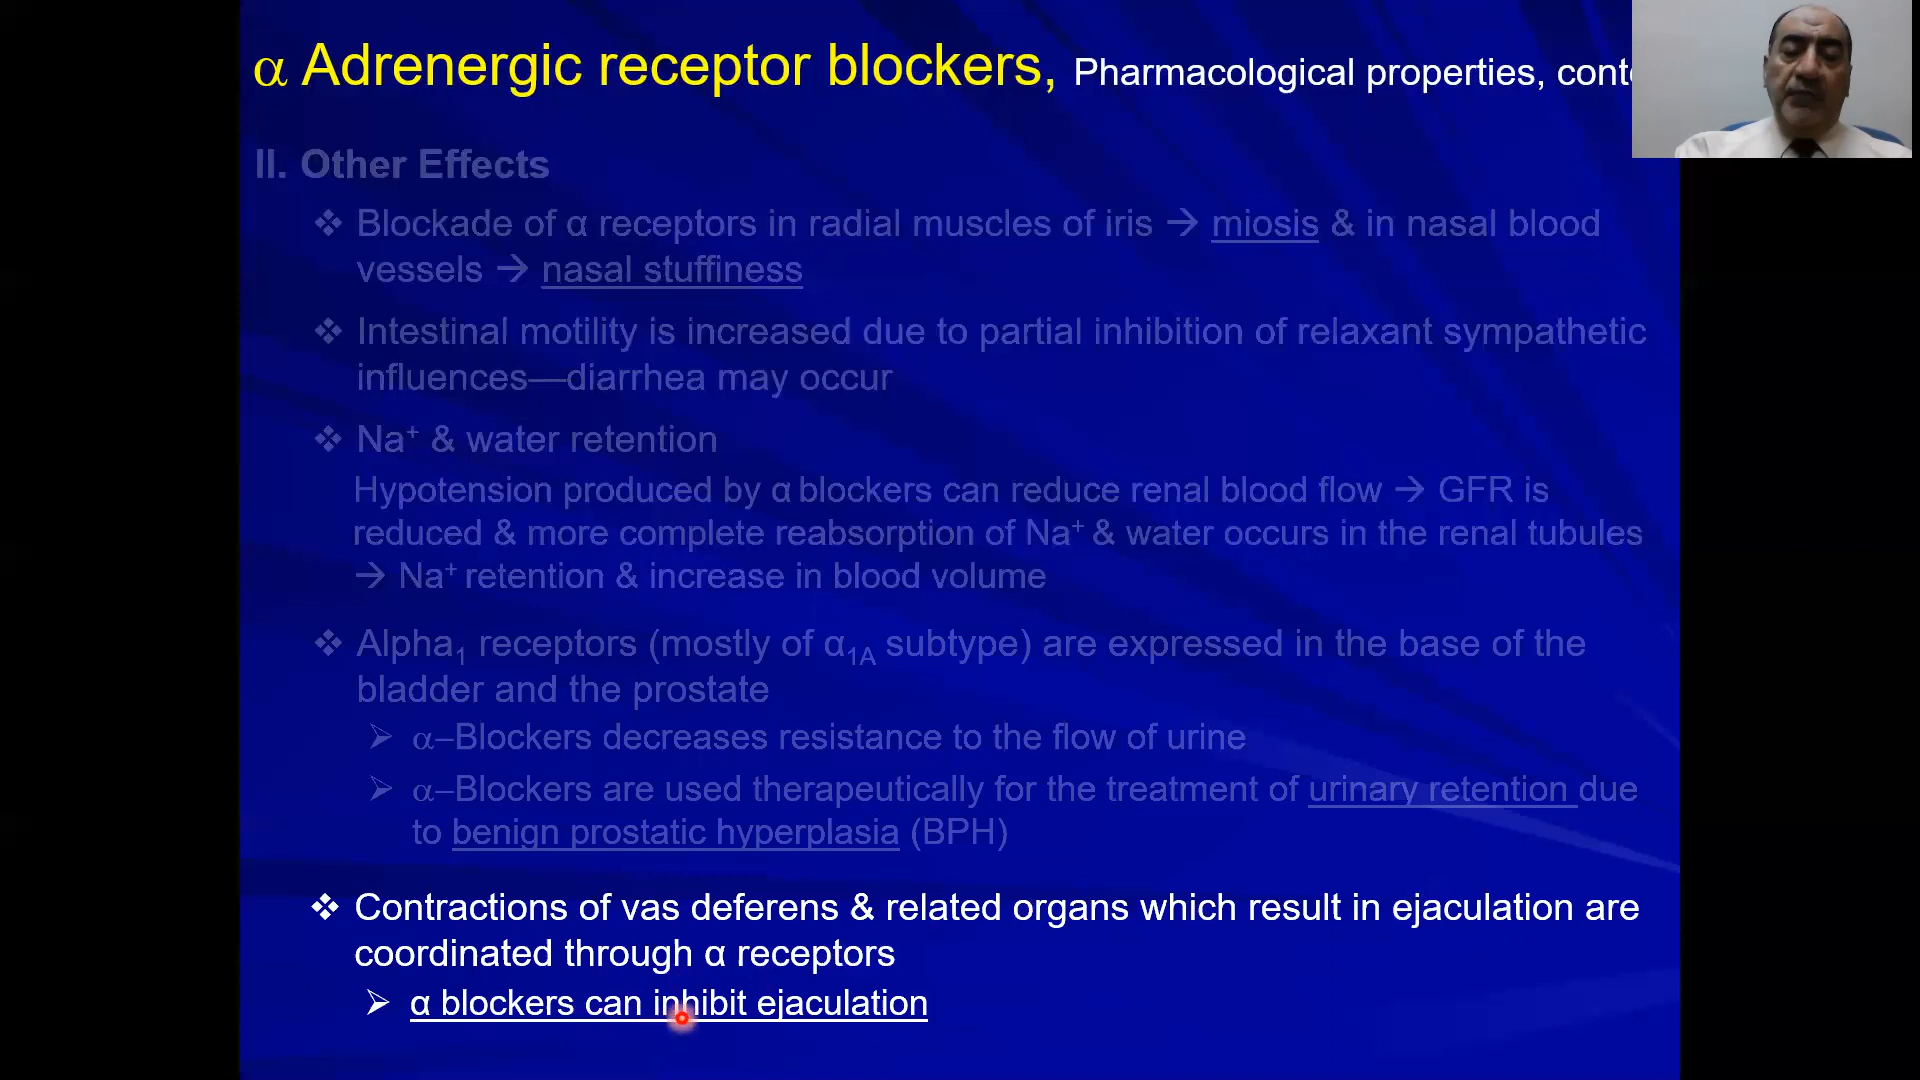 α Adrenergic receptor blockers, Pharmacological properties, cont
II. Other Effects
❖ Blockade of α receptors in radial muscles of iris → miosis & in nasal blood
vessels → nasal stuffiness
❖ Intestinal motility is increased due to partial inhibition of relaxant sympathetic
influences—diarrhea may occur
❖ Na⁺ & water retention
Hypotension produced by α blockers can reduce renal blood flow → GFR is
reduced & more complete reabsorption of Na⁺ & water occurs in the renal tubules
→ Na⁺ retention & increase in blood volume
❖ Alpha₁ receptors (mostly of α₁A subtype) are expressed in the base of the
bladder and the prostate
➢ α–Blockers decreases resistance to the flow of urine
➢ α–Blockers are used therapeutically for the treatment of urinary retention due
to benign prostatic hyperplasia (BPH)
❖ Contractions of vas deferens & related organs which result in ejaculation are
coordinated through α receptors
➢ α blockers can inhibit ejaculation